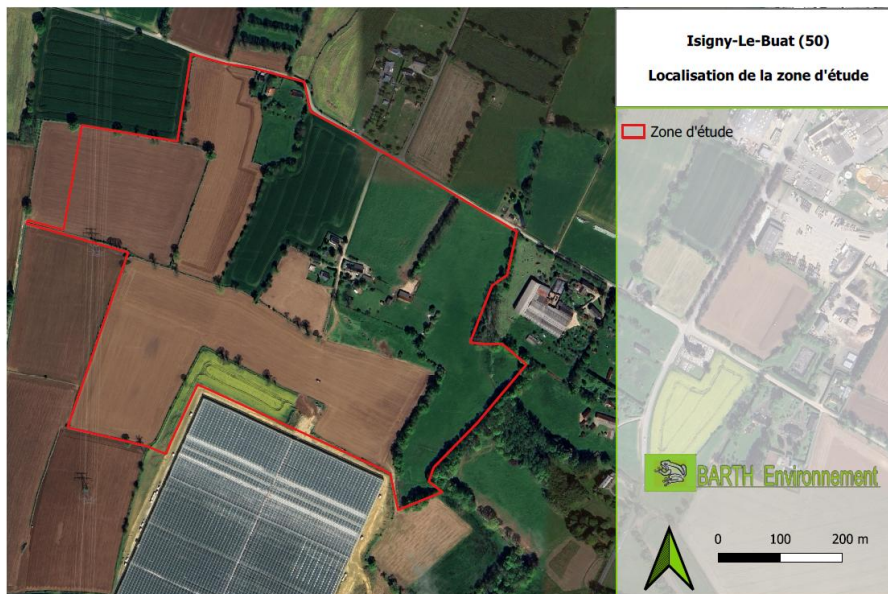 Isigny-Le-Buat (50)
Localisation de la zone d'étude
Zone d'étude
BARTH Environnement
0 100 200 m